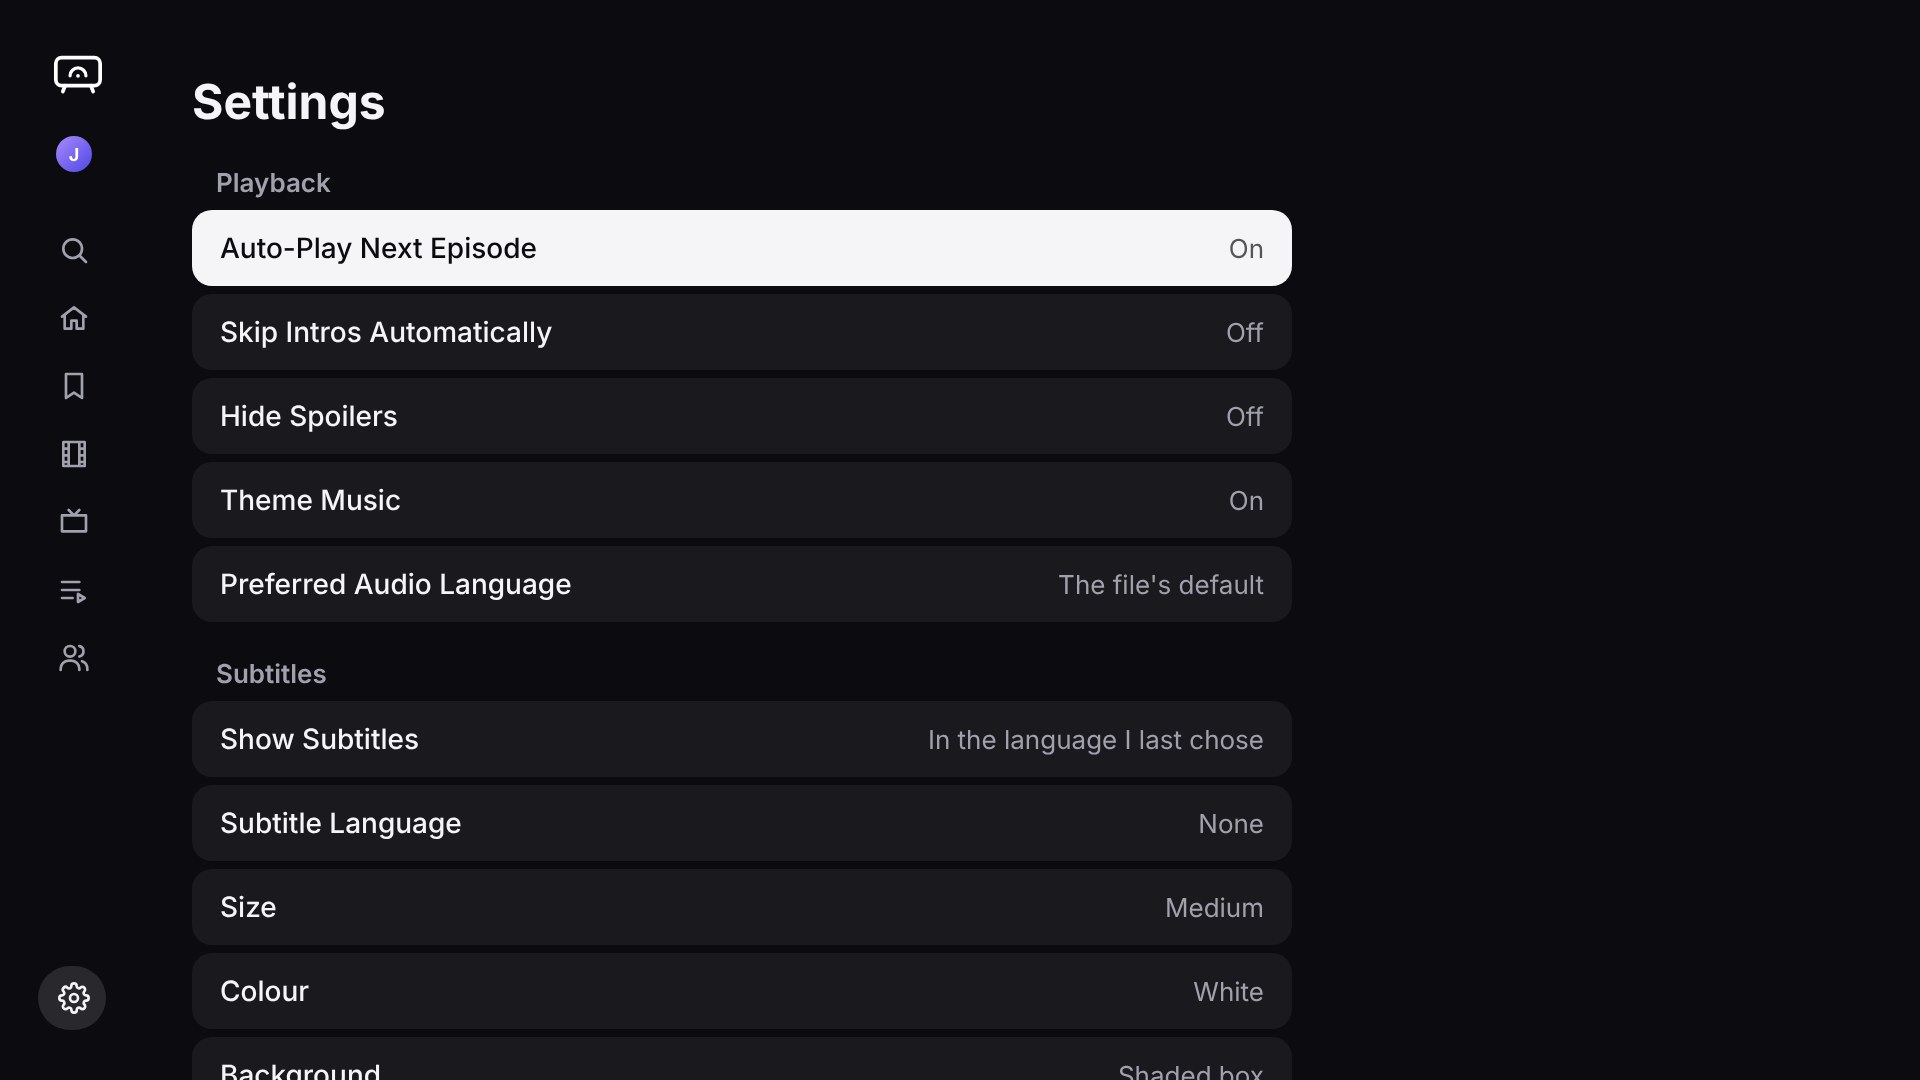 Settings
J
Playback
Auto-Play Next Episode On
Skip Intros Automatically Off
Hide Spoilers Off
Theme Music On
Preferred Audio Language The file's default
Subtitles
Show Subtitles In the language I last chose
Subtitle Language None
Size Medium
Colour White
Background Shaded box